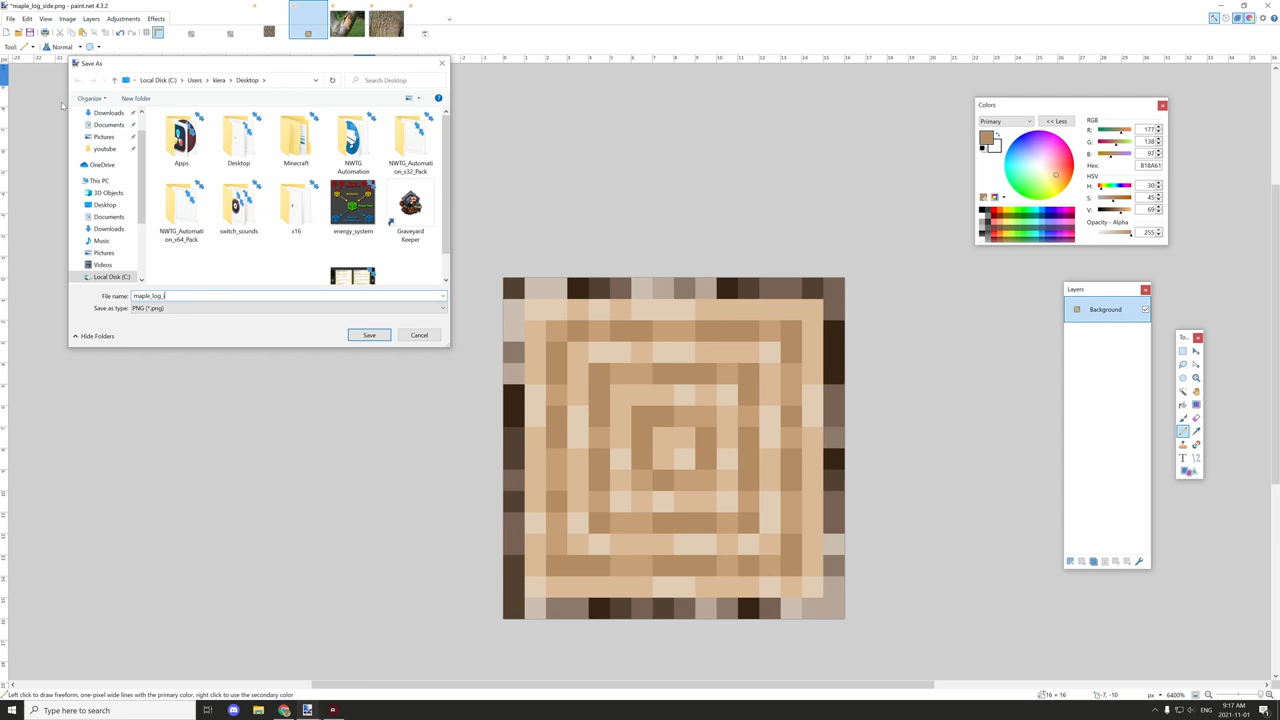 *maple_log_side.png - paint.net 4.3.2
File Edit View Image Layers Adjustments Effects
Tool: Normal
Save As
Local Disk (C:) > Users > kiera > Desktop >
Search Desktop
Organize New folder
Downloads
Documents
Pictures
youtube
OneDrive
This PC
3D Objects
Desktop
Documents
Downloads
Music
Pictures
Videos
Local Disk (C:)
Apps
Desktop
Minecraft
NWTG Automation
NWTG_Automation_x32_Pack
NWTG_Automation_x64_Pack
switch_sounds
x16
energy_system
Graveyard Keeper
File name: maple_log_i
Save as type: PNG (*.png)
Hide Folders
Save Cancel
Colors
Primary << Less
RGB
R: 177
G: 138
B: 97
Hex: B18A61
HSV
H: 30
S: 45
V: 69
Opacity - Alpha
255
Layers
Background
To...
Left click to draw freeform, one-pixel wide lines with the primary color, right click to use the secondary color
16 × 16 -7, -10 px 6400%
Type here to search
ENG
9:17 AM
2021-11-01